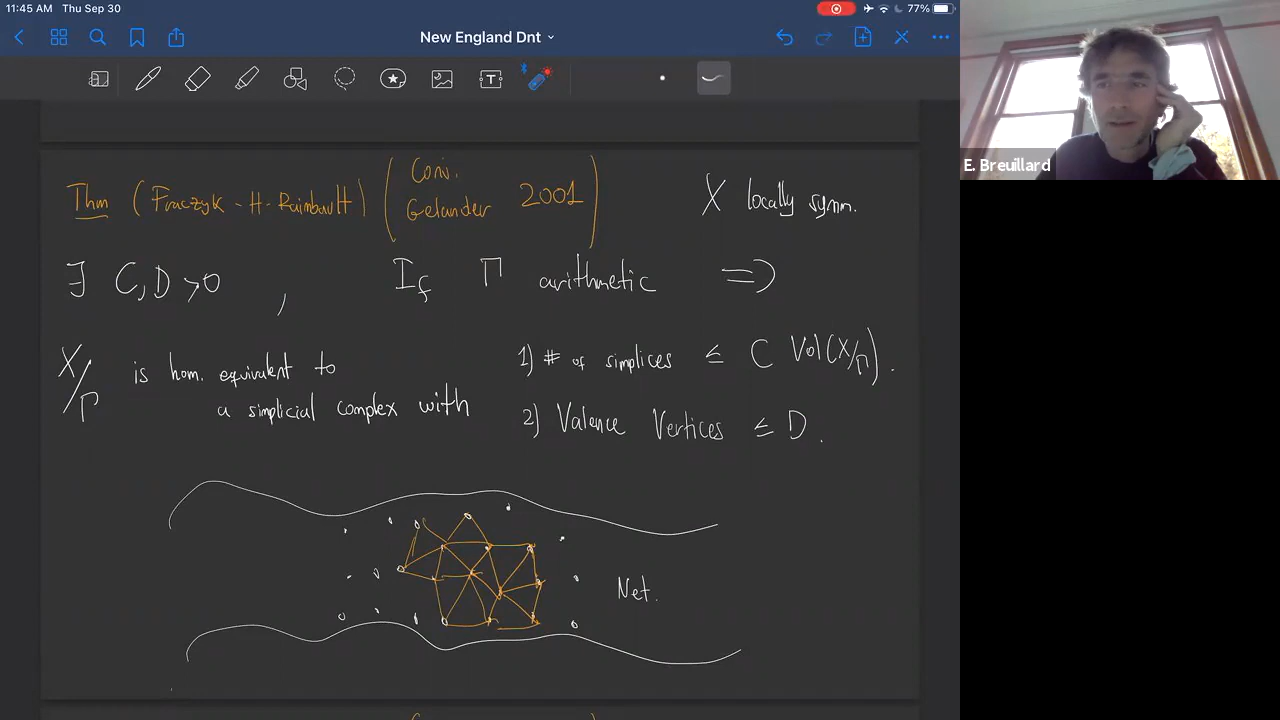 11:45 AM Thu Sep 30
77%
New England Dnt
E. Breuillard
Thm (Fraczyk - H - Raimbault) (Conj. Gelander 2001)
X locally symm.
∃ C, D > 0 , If Γ arithmetic =>
X/Γ is hom. equivalent to a simplicial complex with
1) # of simplices ≤ C Vol(X/Γ).
2) Valence Vertices ≤ D.
Net.